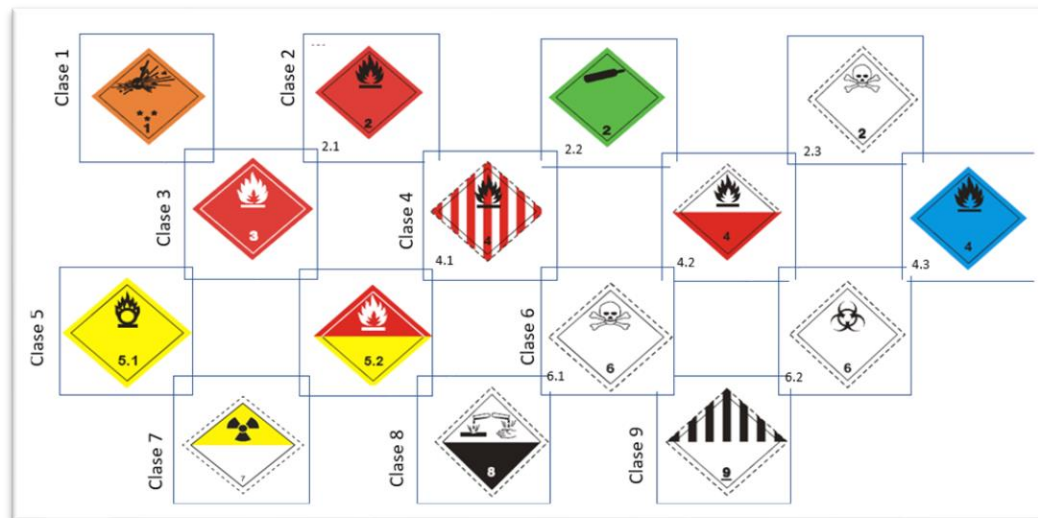 Clase 1
1
Clase 2
---
2
2.1
2
2.2
2
2.3
Clase 3
3
Clase 4
4
4.1
4
4.2
4
4.3
Clase 5
5.1
5.2
Clase 6
6
6.1
6
6.2
Clase 7
7
Clase 8
8
Clase 9
9